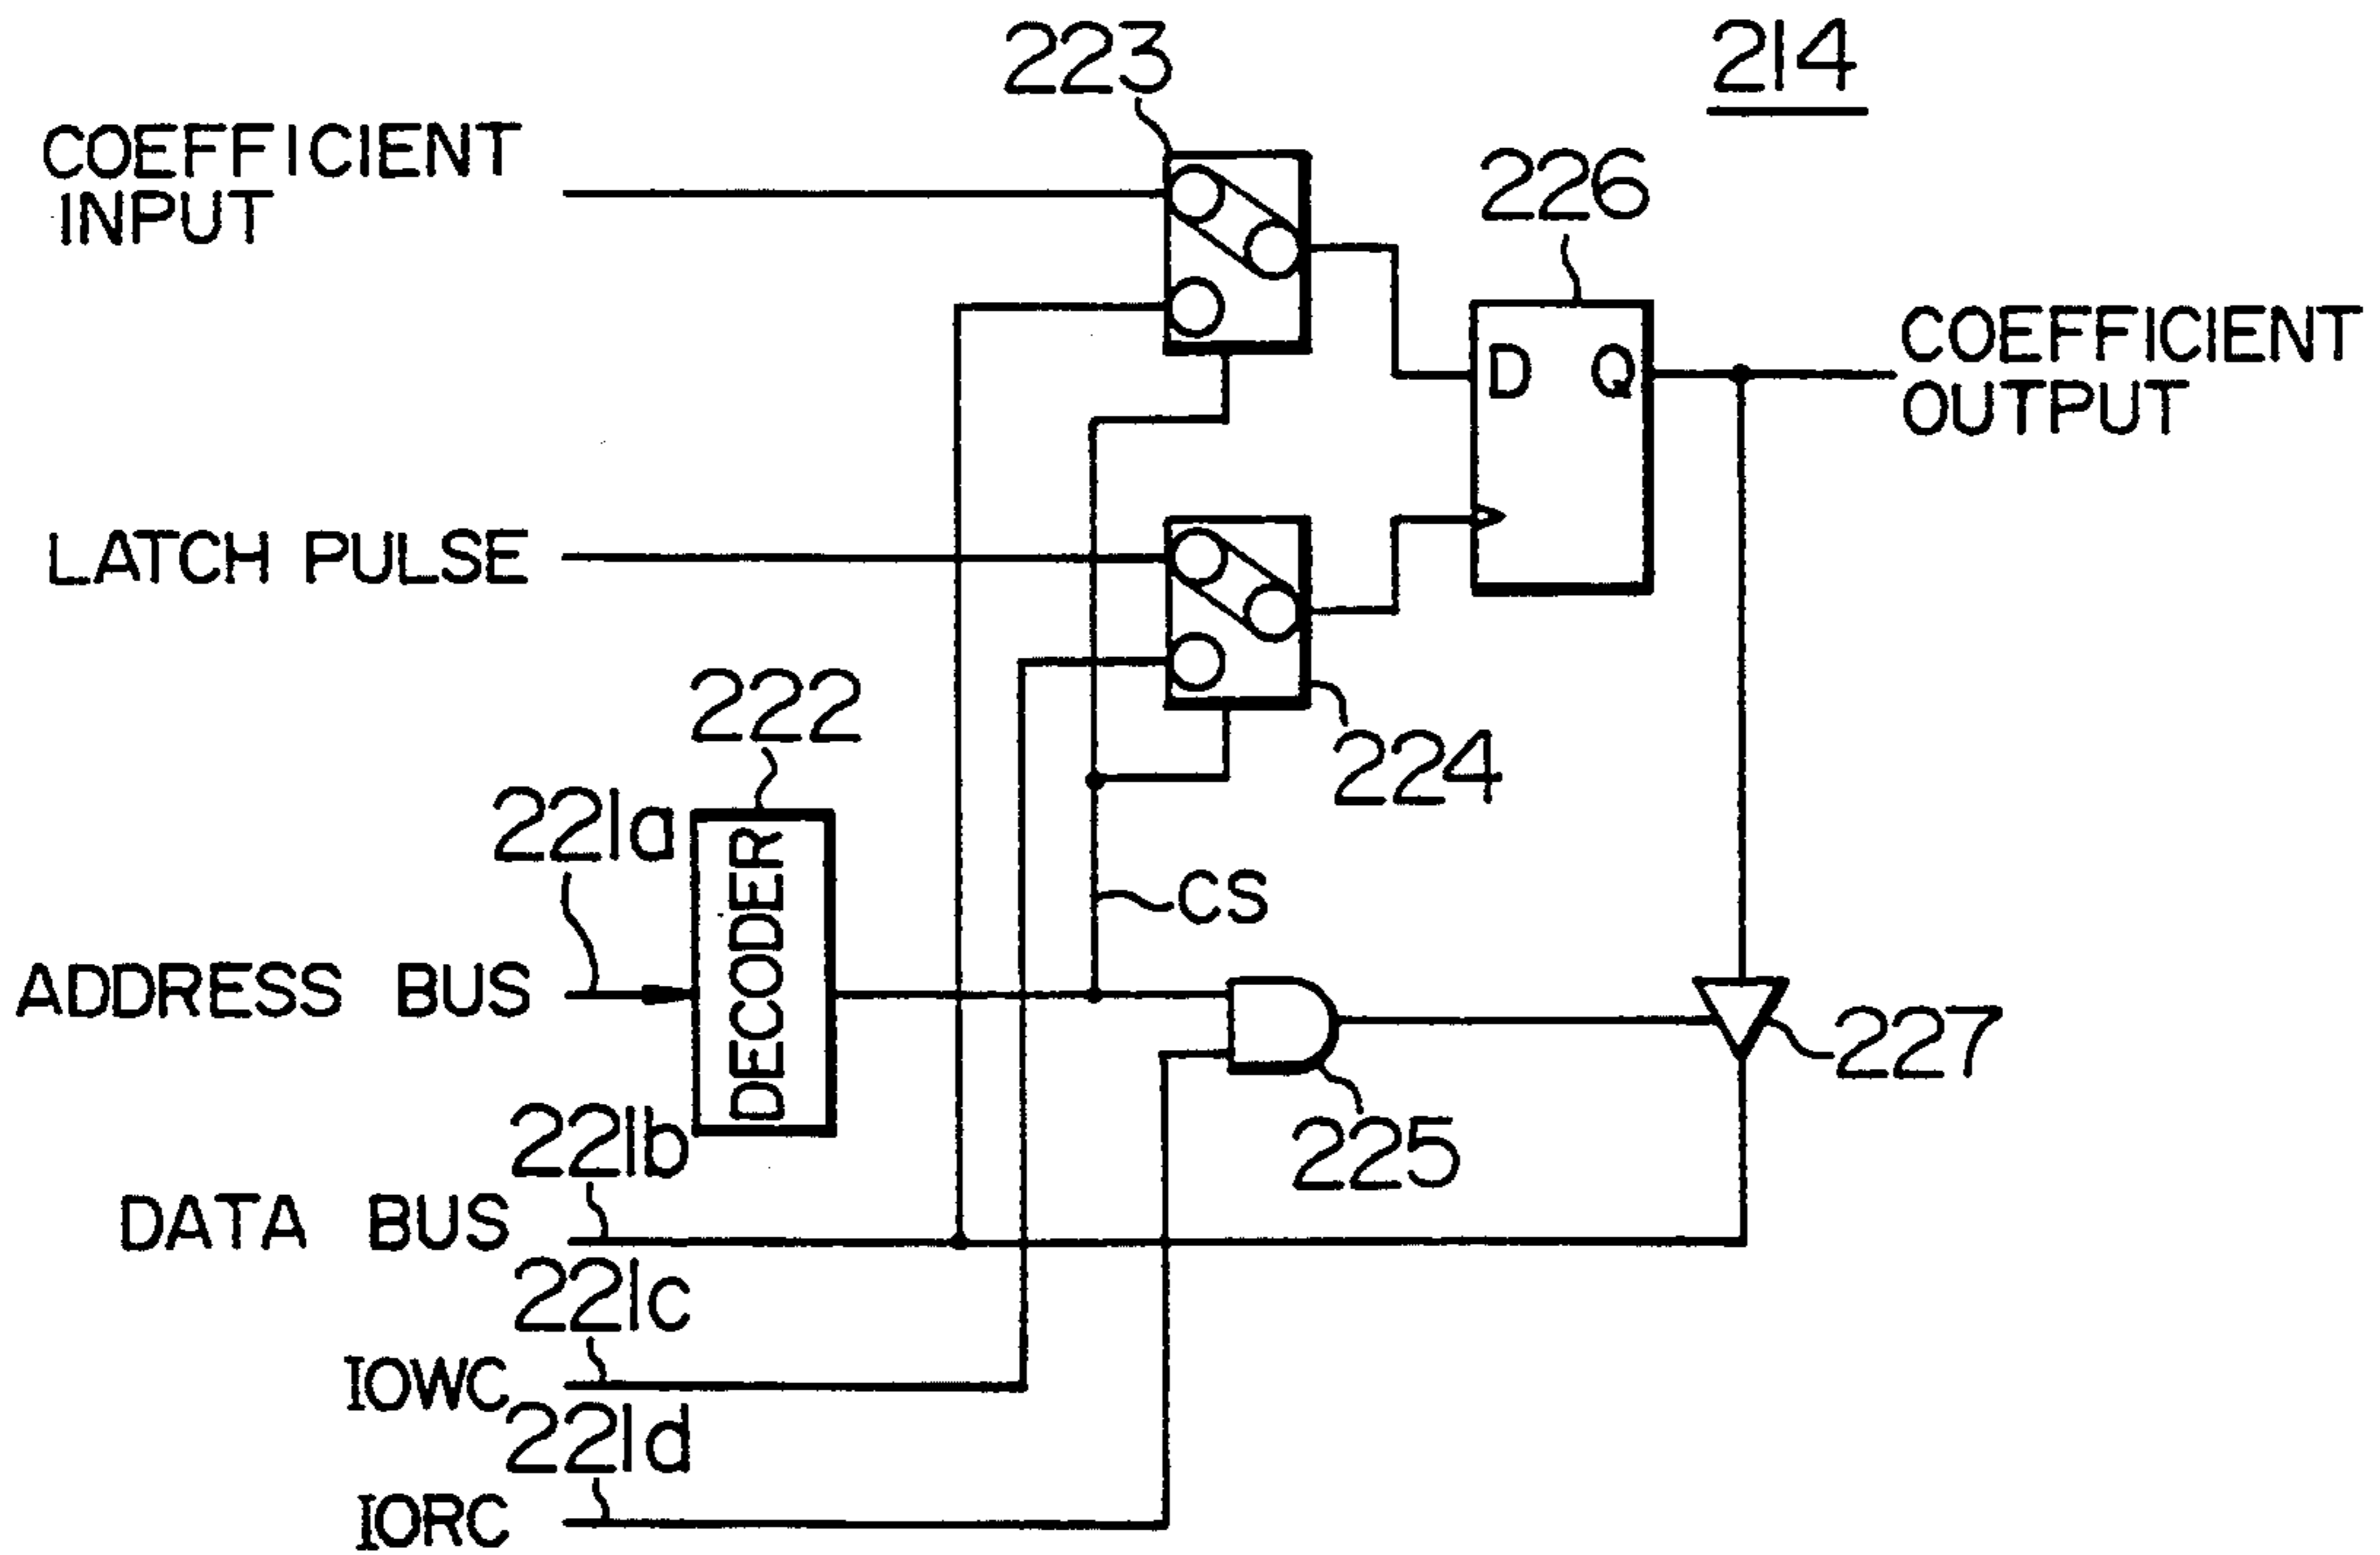 223
214
COEFFICIENT
INPUT
226
COEFFICIENT
OUTPUT
D Q
LATCH PULSE
222
224
221a
DECODER
CS
ADDRESS BUS
227
221b
225
DATA BUS
221c
IOWC
221d
IORC